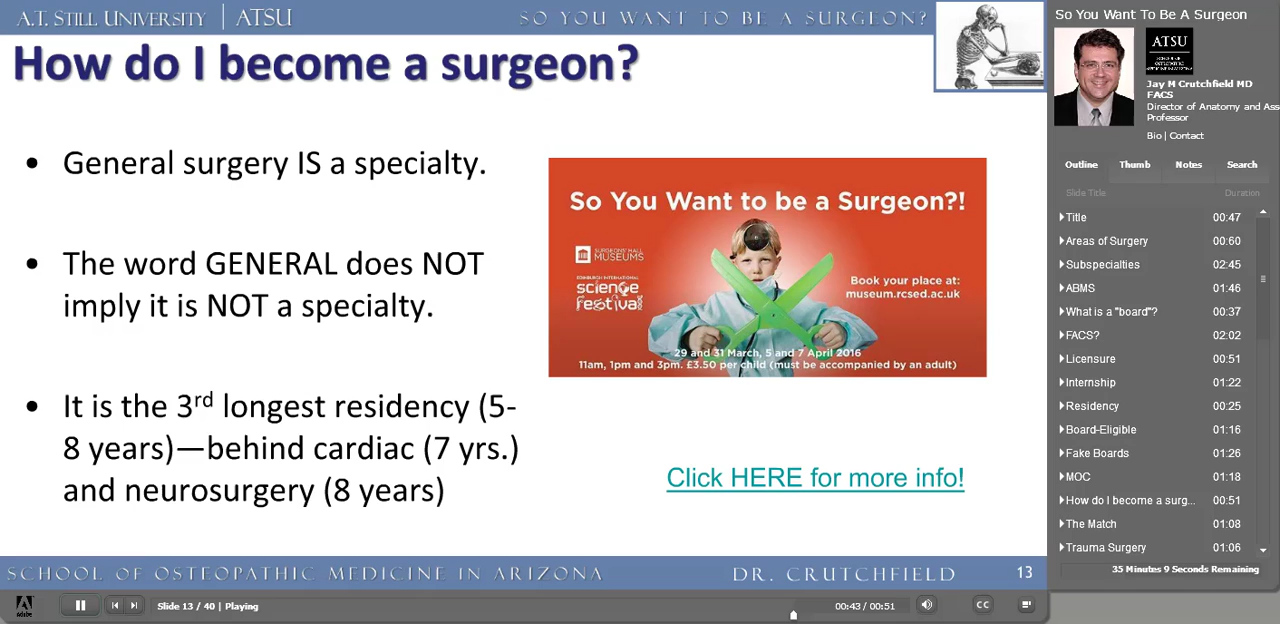 A.T. STILL UNIVERSITY | ATSU
SO YOU WANT TO BE A SURGEON?
How do I become a surgeon?
• General surgery IS a specialty.
• The word GENERAL does NOT
imply it is NOT a specialty.
• It is the 3rd longest residency (5-
8 years)—behind cardiac (7 yrs.)
and neurosurgery (8 years)
So You Want to be a Surgeon?!
SURGEONS' HALL
MUSEUMS
EDINBURGH INTERNATIONAL
science
festival
Book your place at:
museum.rcsed.ac.uk
29 and 31 March, 5 and 7 April 2016
11am, 1pm and 3pm. £3.50 per child (must be accompanied by an adult)
Click HERE for more info!
SCHOOL OF OSTEOPATHIC MEDICINE IN ARIZONA
DR. CRUTCHFIELD
13
Adobe
Slide 13 / 40 | Playing
00:43 / 00:51
CC
So You Want To Be A Surgeon
ATSU
Jay M Crutchfield MD
FACS
Director of Anatomy and Ass
Professor
Bio | Contact
Outline Thumb Notes Search
Slide Title Duration
Title 00:47
Areas of Surgery 00:60
Subspecialties 02:45
ABMS 01:46
What is a "board"? 00:37
FACS? 02:02
Licensure 00:51
Internship 01:22
Residency 00:25
Board-Eligible 01:16
Fake Boards 01:26
MOC 01:18
How do I become a surg... 00:51
The Match 01:08
Trauma Surgery 01:06
35 Minutes 9 Seconds Remaining